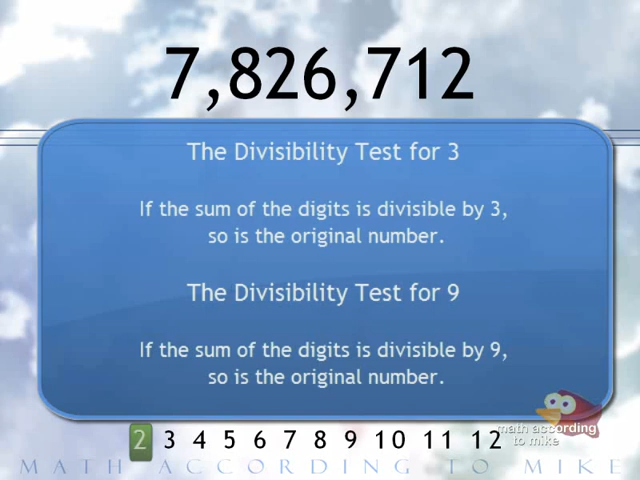 7,826,712
The Divisibility Test for 3
If the sum of the digits is divisible by 3,
so is the original number.
The Divisibility Test for 9
If the sum of the digits is divisible by 9,
so is the original number.
2 3 4 5 6 7 8 9 10 11 12
math according
to mike
MATH ACCORDING TO MIKE